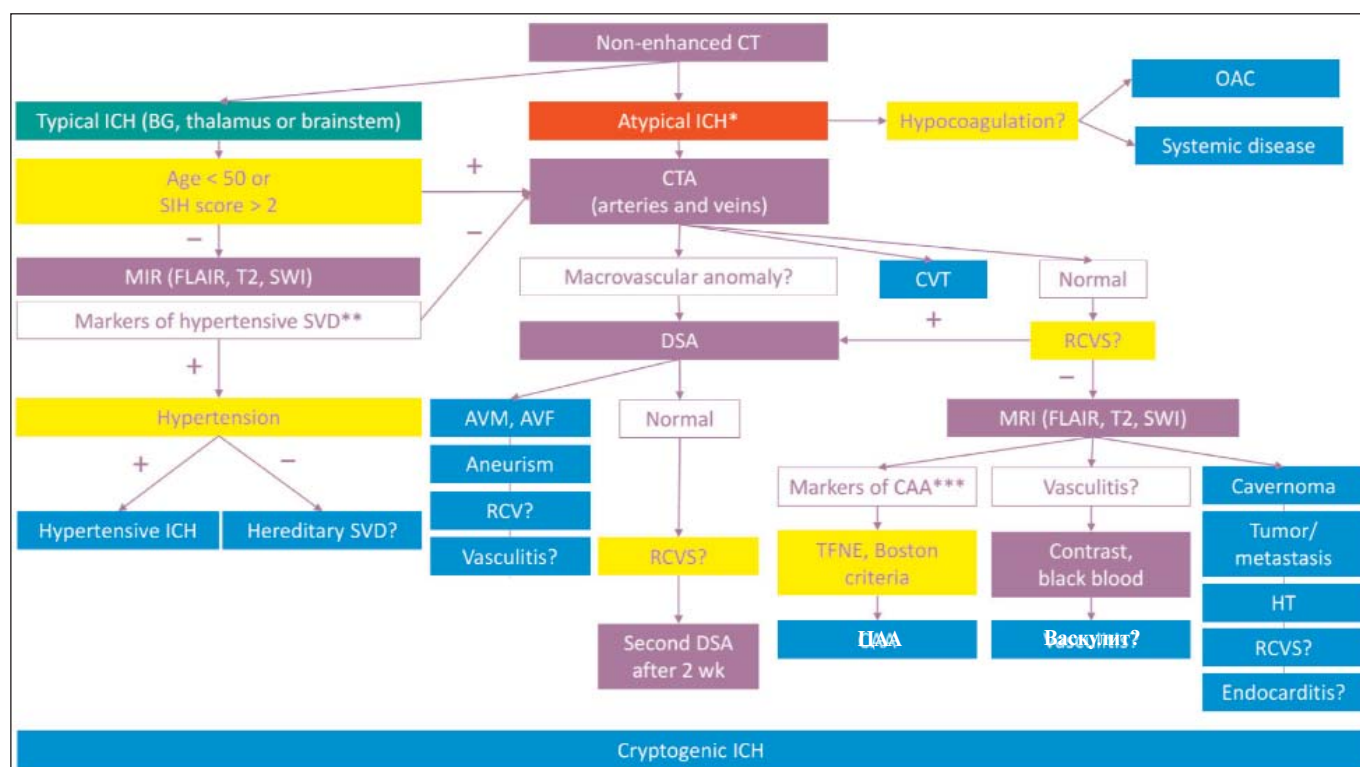 Non-enhanced CT
OAC
Typical ICH (BG, thalamus or brainstem)
Atypical ICH*
Hypocoagulation?
Systemic disease
Age < 50 or
SIH score > 2
+
CTA
(arteries and veins)
–
–
MIR (FLAIR, T2, SWI)
Macrovascular anomaly?
CVT
Normal
Markers of hypertensive SVD**
+
DSA
RCVS?
+
–
Hypertension
AVM, AVF
Normal
MRI (FLAIR, T2, SWI)
+
–
Aneurism
Markers of CAA***
Vasculitis?
Cavernoma
Hypertensive ICH
Hereditary SVD?
RCV?
Tumor/
metastasis
Vasculitis?
RCVS?
TFNE, Boston
criteria
Contrast,
black blood
HT
Second DSA
after 2 wk
ЦАА
Васкулит?
RCVS?
Endocarditis?
Cryptogenic ICH